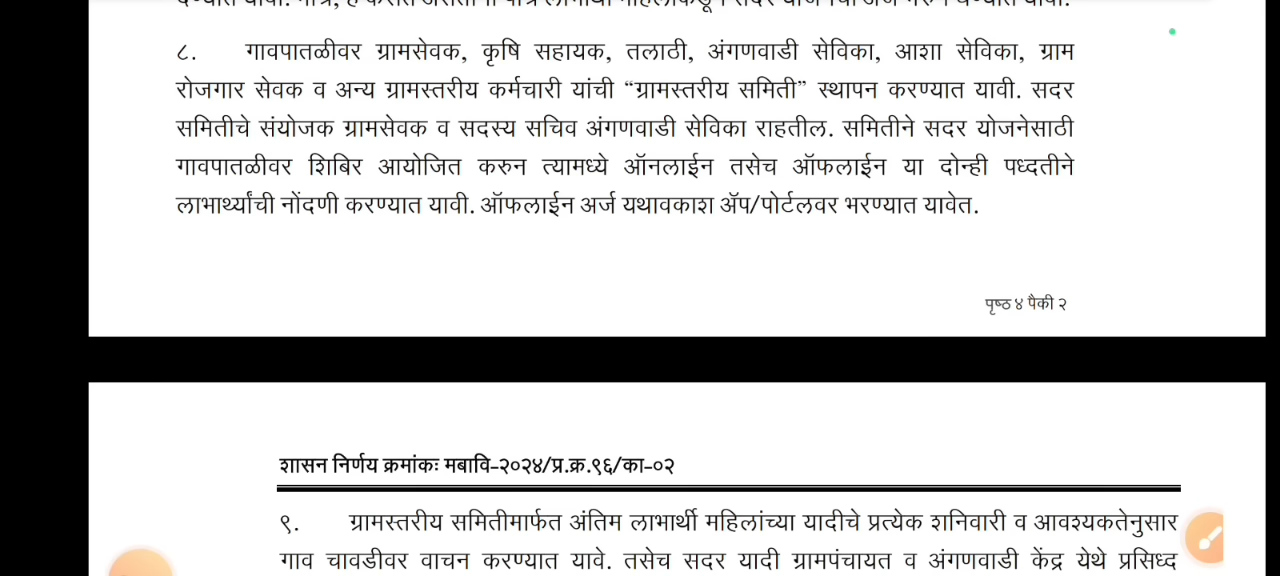 ८. गावपातळीवर ग्रामसेवक, कृषि सहायक, तलाठी, अंगणवाडी सेविका, आशा सेविका, ग्राम
रोजगार सेवक व अन्य ग्रामस्तरीय कर्मचारी यांची “ग्रामस्तरीय समिती” स्थापन करण्यात यावी. सदर
समितीचे संयोजक ग्रामसेवक व सदस्य सचिव अंगणवाडी सेविका राहतील. समितीने सदर योजनेसाठी
गावपातळीवर शिबिर आयोजित करुन त्यामध्ये ऑनलाईन तसेच ऑफलाईन या दोन्ही पध्दतीने
लाभार्थ्यांची नोंदणी करण्यात यावी. ऑफलाईन अर्ज यथावकाश ॲप/पोर्टलवर भरण्यात यावेत.
पृष्ठ ४ पैकी २
शासन निर्णय क्रमांकः मबावि-२०२४/प्र.क्र.९६/का-०२
९. ग्रामस्तरीय समितीमार्फत अंतिम लाभार्थी महिलांच्या यादीचे प्रत्येक शनिवारी व आवश्यकतेनुसार
गाव चावडीवर वाचन करण्यात यावे. तसेच सदर यादी ग्रामपंचायत व अंगणवाडी केंद्र येथे प्रसिध्द